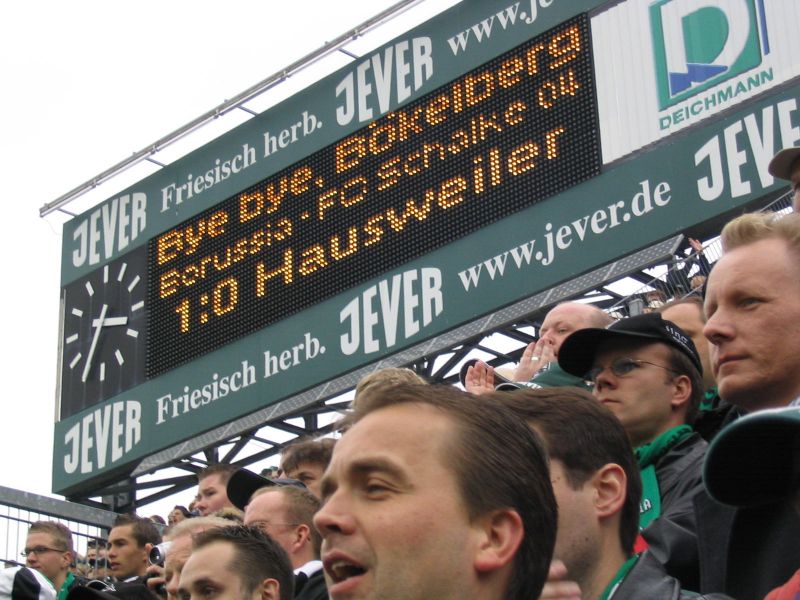 JEVER Friesisch herb. JEVER www.je
Bye bye, Bökelberg
Borussia - FC Schalke 04
1:0 Hausweiler
D
DEICHMANN
JEVER Friesisch herb. JEVER www.jever.de JEVER